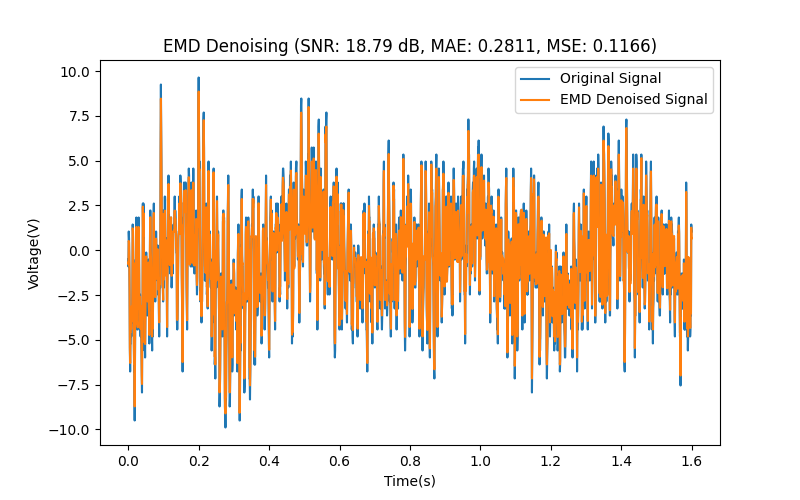 EMD Denoising (SNR: 18.79 dB, MAE: 0.2811, MSE: 0.1166)
Original Signal
EMD Denoised Signal
10.0
7.5
5.0
2.5
0.0
−2.5
−5.0
−7.5
−10.0
Voltage(V)
0.0 0.2 0.4 0.6 0.8 1.0 1.2 1.4 1.6
Time(s)